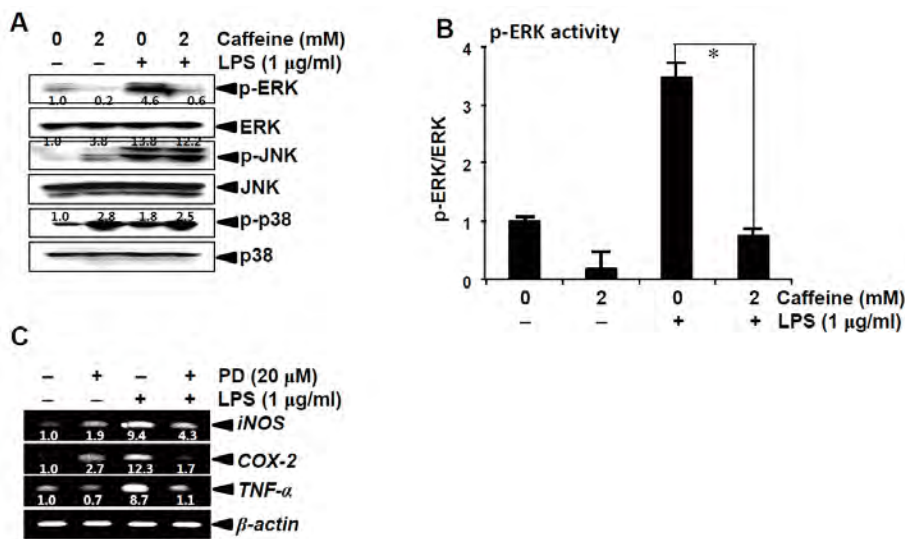 A
0 2 0 2 Caffeine (mM)
– – + + LPS (1 μg/ml)
p-ERK
1.0 0.2 4.6 0.6
ERK
1.0 3.8 13.8 12.2
p-JNK
JNK
1.0 2.8 1.8 2.5
p-p38
p38
B
p-ERK activity
*
p-ERK/ERK
4
3
2
1
0
0 2 0 2 Caffeine (mM)
– – + + LPS (1 μg/ml)
C
– + – + PD (20 μM)
– – + + LPS (1 μg/ml)
iNOS
1.0 1.9 9.4 4.3
COX-2
1.0 2.7 12.3 1.7
TNF-α
1.0 0.7 8.7 1.1
β-actin